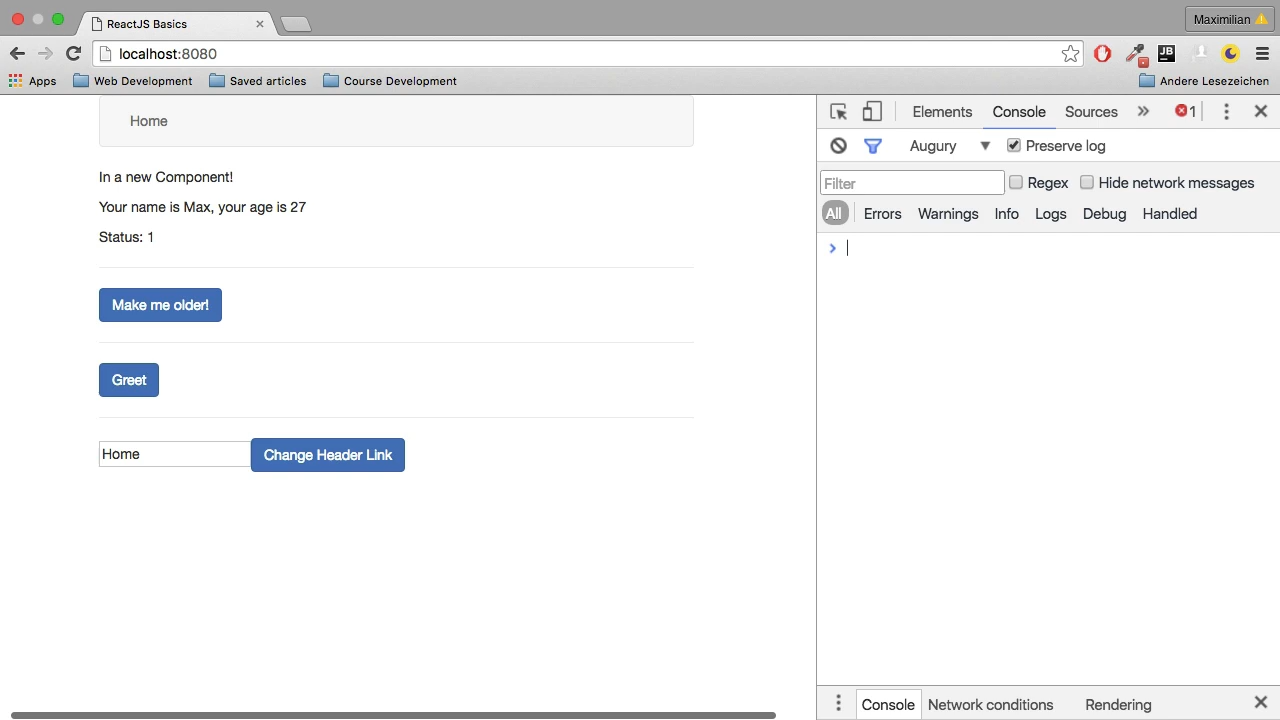 ReactJS Basics
Maximilian
localhost:8080
JB
Apps Web Development Saved articles Course Development Andere Lesezeichen
Home
In a new Component!
Your name is Max, your age is 27
Status: 1
Make me older!
Greet
Home Change Header Link
Elements Console Sources » 1
Augury Preserve log
Filter Regex Hide network messages
All Errors Warnings Info Logs Debug Handled
Console Network conditions Rendering